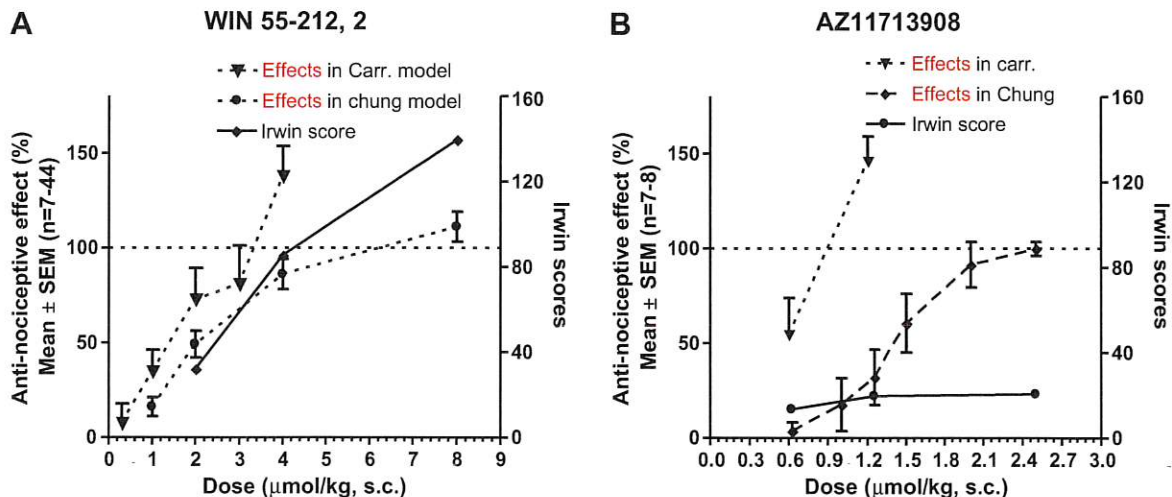 A
WIN 55-212, 2
Effects in Carr. model
Effects in chung model
Irwin score
Anti-nociceptive effect (%)
Mean ± SEM (n=7-44)
150
100
50
0
160
120
80
40
0
Irwin scores
0 1 2 3 4 5 6 7 8 9
Dose (µmol/kg, s.c.)
B
AZ11713908
Effects in carr.
Effects in Chung
Irwin score
Anti-nociceptive effect (%)
Mean ± SEM (n=7-8)
150
100
50
0
160
120
80
40
0
Irwin scores
0.0 0.3 0.6 0.9 1.2 1.5 1.8 2.1 2.4 2.7 3.0
Dose (µmol/kg, s.c.)